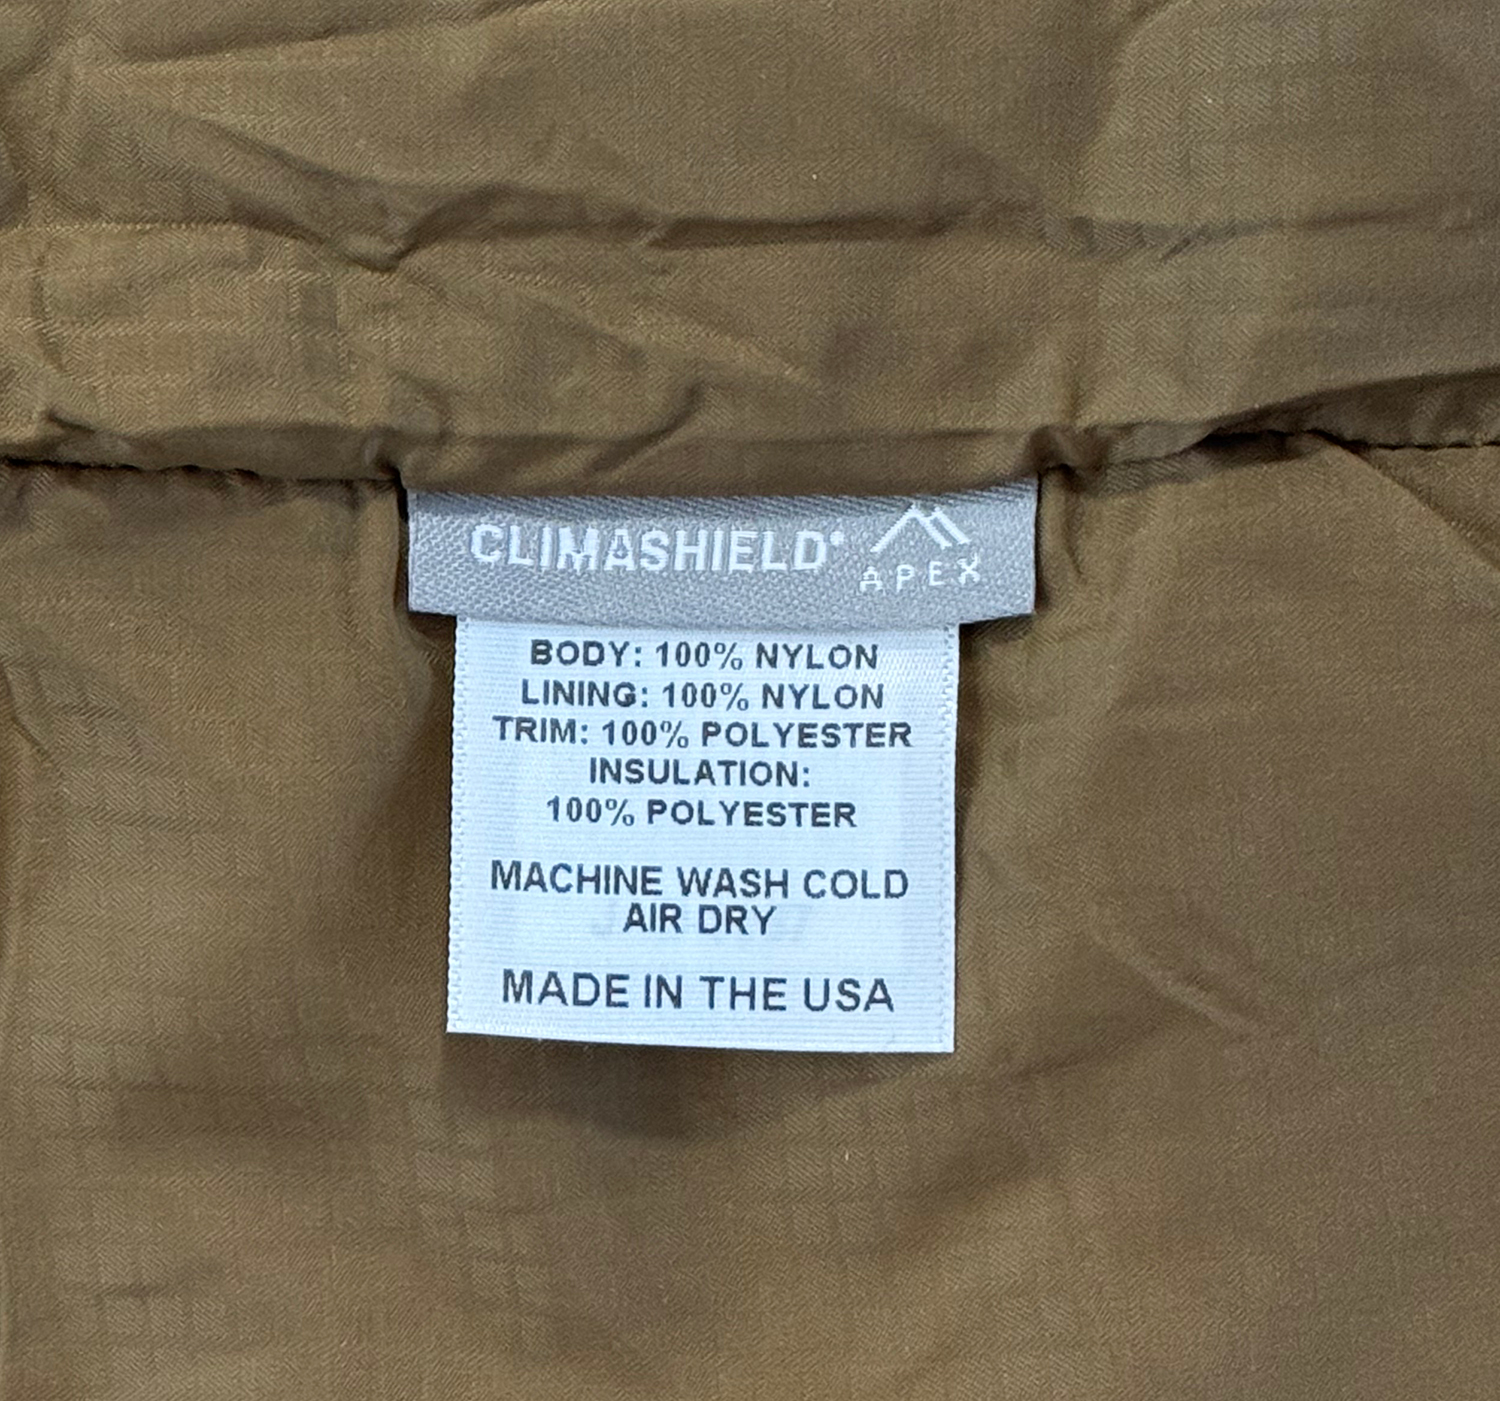 CLIMASHIELD®
APEX
BODY: 100% NYLON
LINING: 100% NYLON
TRIM: 100% POLYESTER
INSULATION:
100% POLYESTER
MACHINE WASH COLD
AIR DRY
MADE IN THE USA